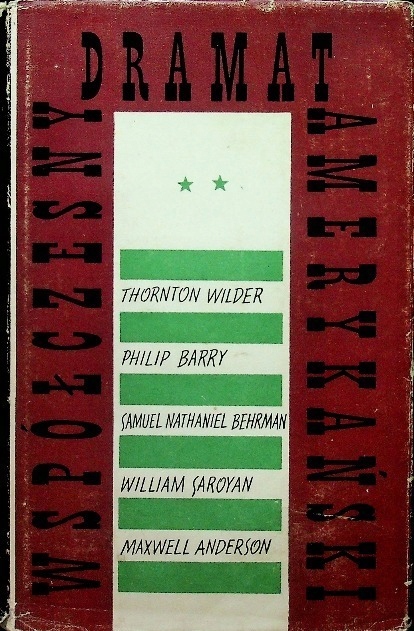 WSPÓŁCZESNY
DRAMAT
AMERYKAŃSKI
THORNTON WILDER
PHILIP BARRY
SAMUEL NATHANIEL BEHRMAN
WILLIAM SAROYAN
MAXWELL ANDERSON